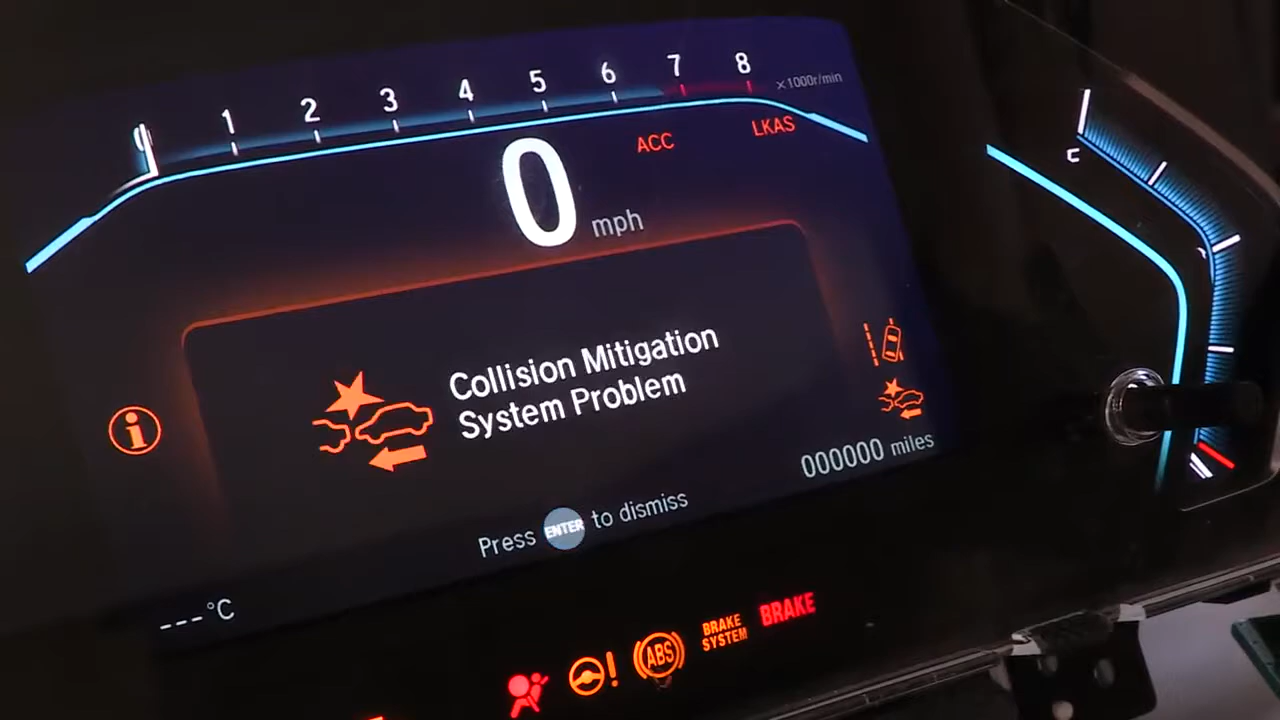 0 1 2 3 4 5 6 7 8 ×1000r/min
ACC LKAS
0 mph
C
Collision Mitigation
System Problem
000000 miles
Press ENTER to dismiss
---°C
ABS
BRAKE
SYSTEM
BRAKE